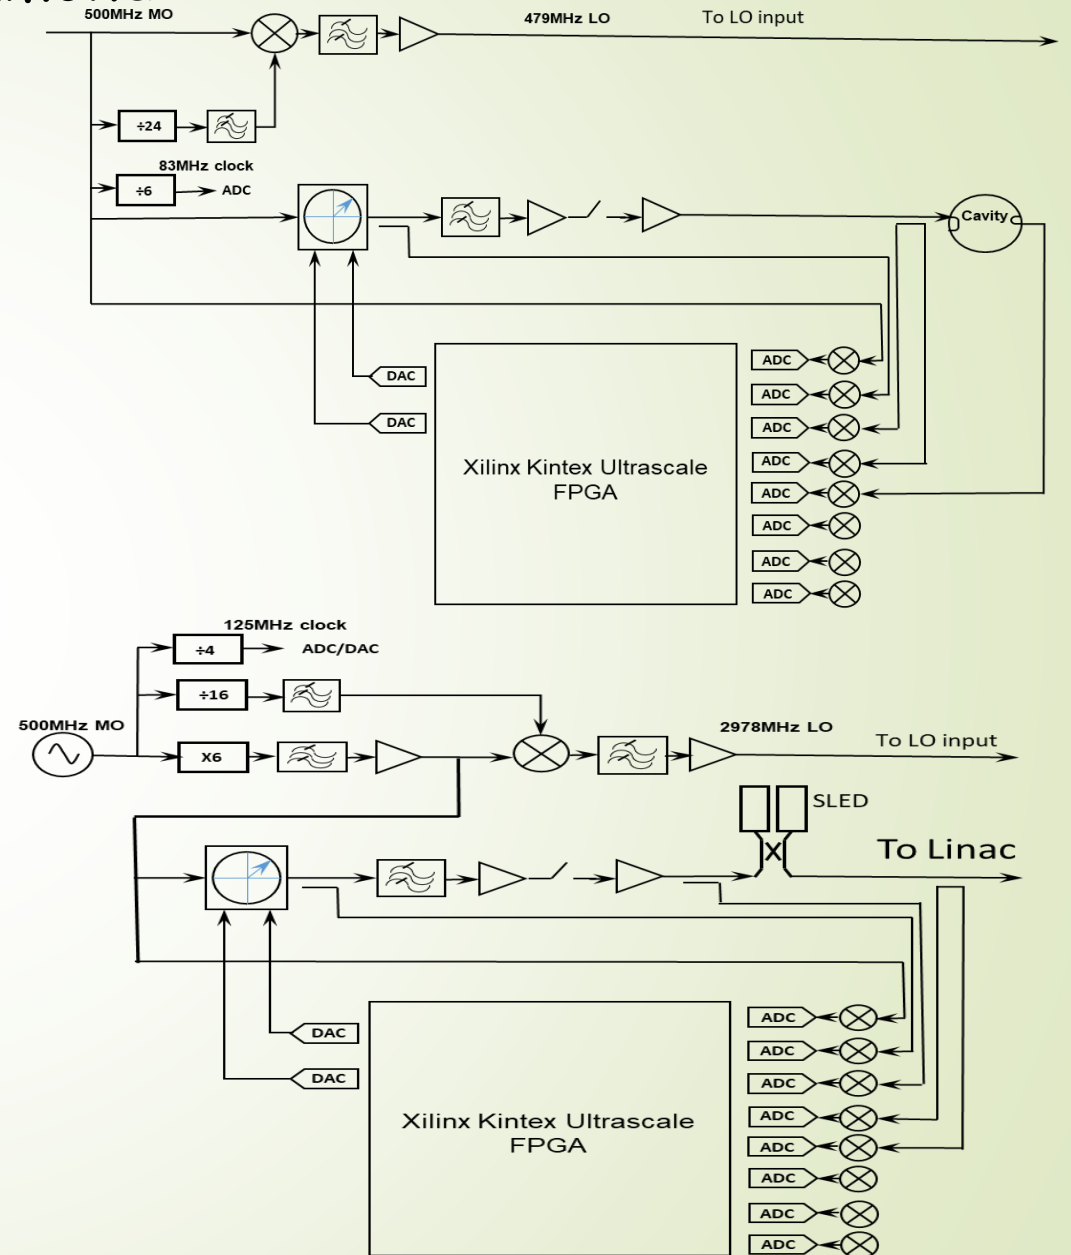 500MHz MO
479MHz LO
To LO input
÷24
83MHz clock
÷6
ADC
Cavity
ADC
DAC
ADC
ADC
DAC
ADC
Xilinx Kintex Ultrascale
FPGA
ADC
ADC
ADC
ADC
125MHz clock
÷4
ADC/DAC
÷16
500MHz MO
2978MHz LO
To LO input
X6
SLED
X
To Linac
ADC
DAC
ADC
DAC
ADC
ADC
Xilinx Kintex Ultrascale
FPGA
ADC
ADC
ADC
ADC